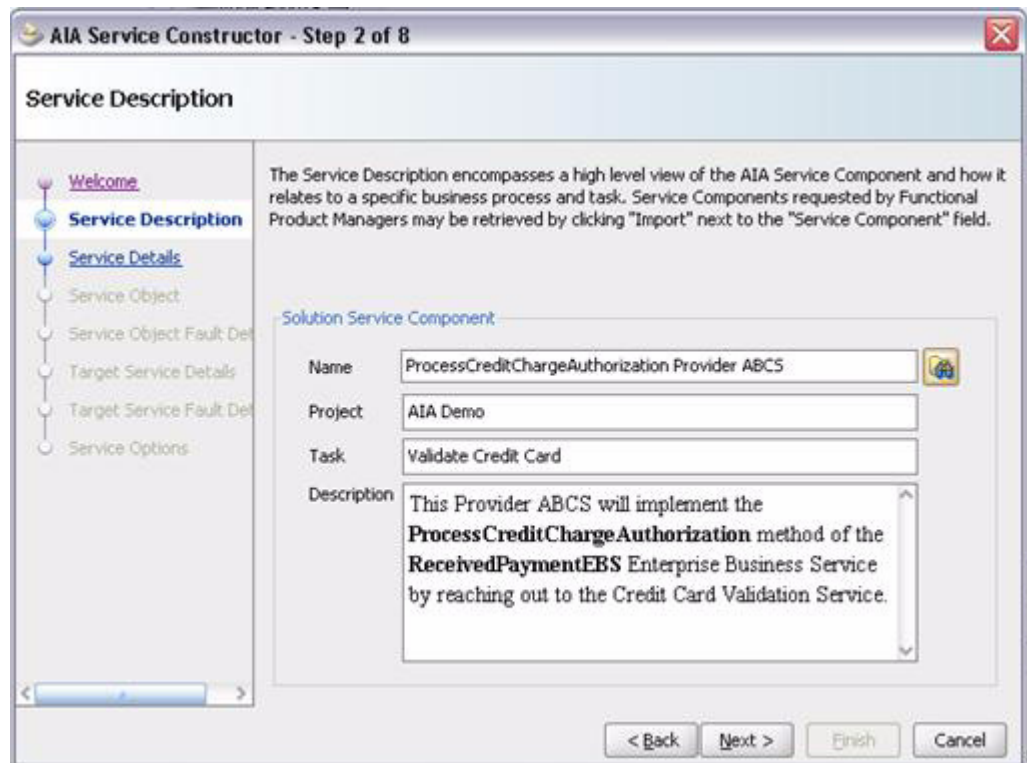 AIA Service Constructor - Step 2 of 8
Service Description
Welcome
Service Description
Service Details
Service Object
Service Object Fault Det
Target Service Details
Target Service Fault Det
Service Options
The Service Description encompasses a high level view of the AIA Service Component and how it
relates to a specific business process and task. Service Components requested by Functional
Product Managers may be retrieved by clicking "Import" next to the "Service Component" field.
Solution Service Component
Name ProcessCreditChargeAuthorization Provider ABCS
Project AIA Demo
Task Validate Credit Card
Description This Provider ABCS will implement the
ProcessCreditChargeAuthorization method of the
ReceivedPaymentEBS Enterprise Business Service
by reaching out to the Credit Card Validation Service.
< Back Next > Finish Cancel